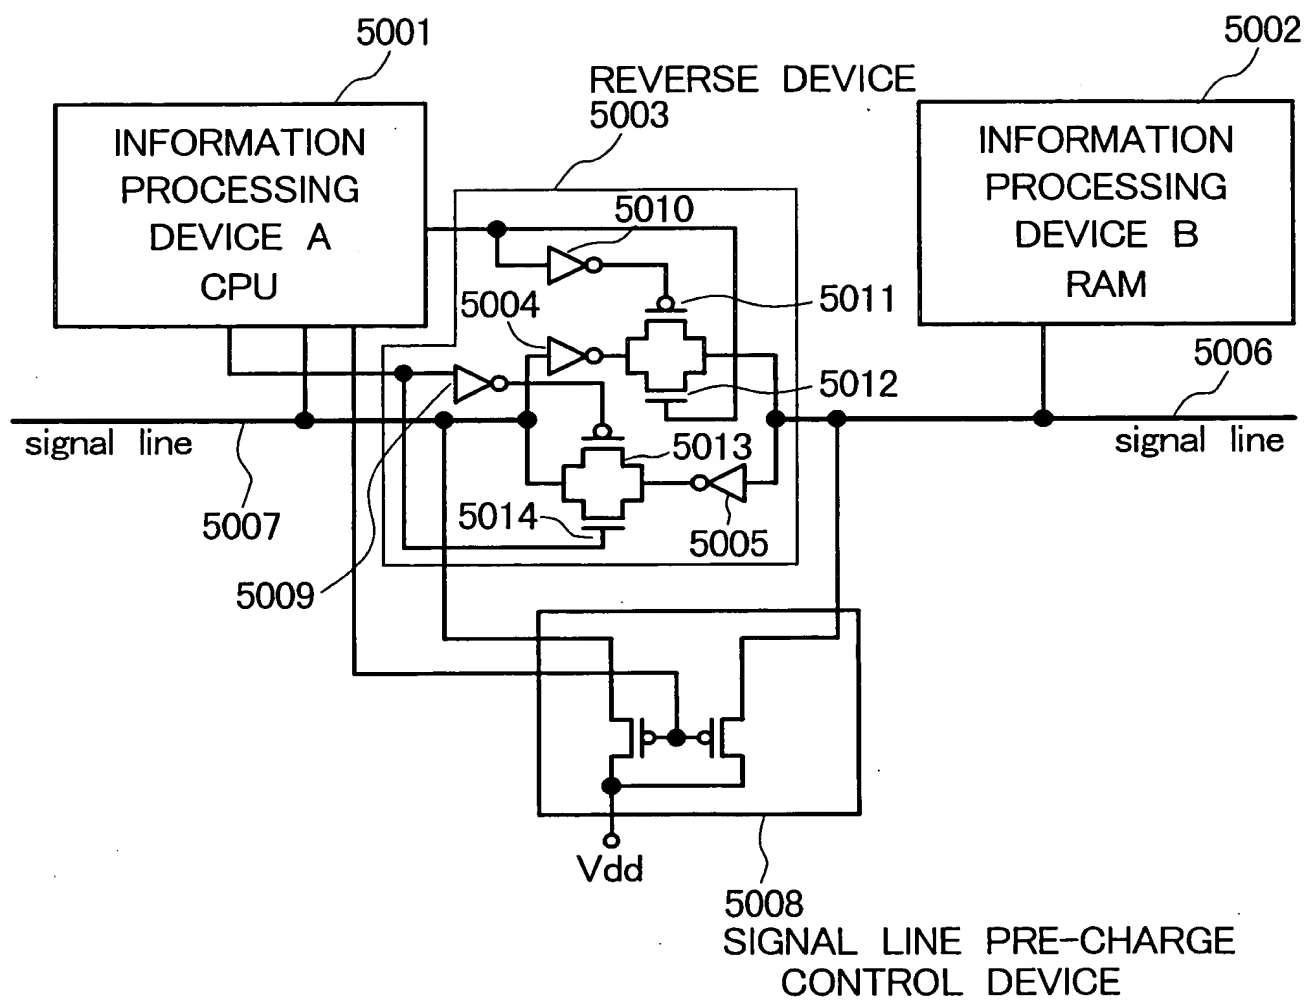 5001
5002
REVERSE DEVICE
5003
INFORMATION
PROCESSING
DEVICE A
CPU
INFORMATION
PROCESSING
DEVICE B
RAM
5010
5011
5004
5012
5006
signal line
signal line
5013
5007
5014
5005
5009
Vdd
5008
SIGNAL LINE PRE-CHARGE
CONTROL DEVICE